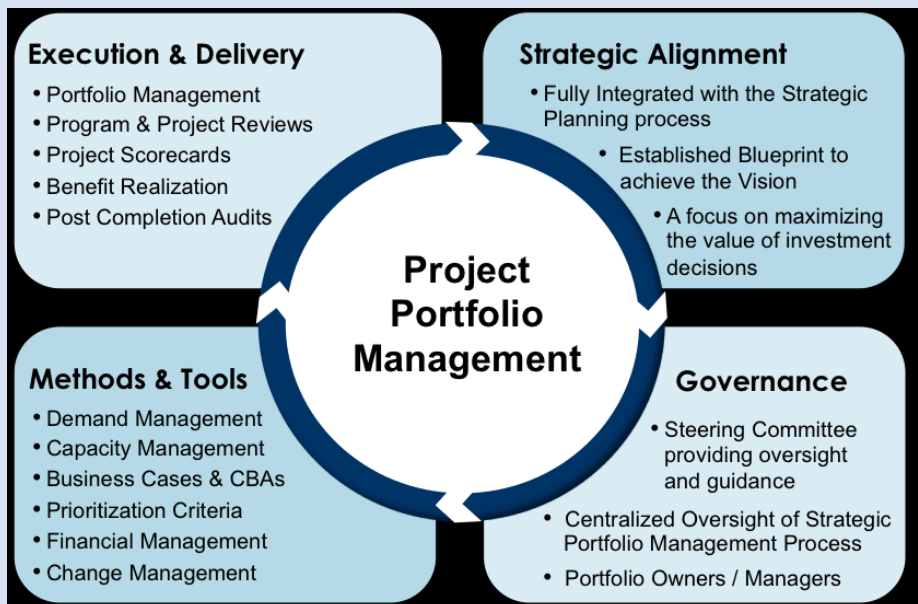 Execution & Delivery
• Portfolio Management
• Program & Project Reviews
• Project Scorecards
• Benefit Realization
• Post Completion Audits
Strategic Alignment
• Fully Integrated with the Strategic
Planning process
• Established Blueprint to
achieve the Vision
• A focus on maximizing
the value of investment
decisions
Project
Portfolio
Management
Methods & Tools
• Demand Management
• Capacity Management
• Business Cases & CBAs
• Prioritization Criteria
• Financial Management
• Change Management
Governance
• Steering Committee
providing oversight
and guidance
• Centralized Oversight of Strategic
Portfolio Management Process
• Portfolio Owners / Managers